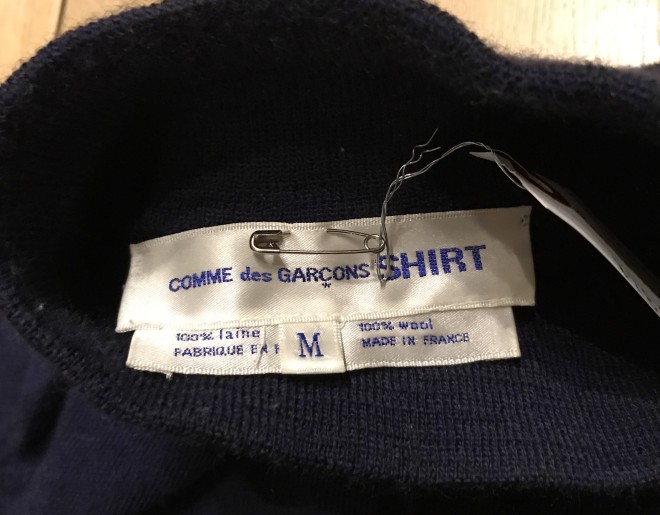 COMME des GARÇONS SHIRT
100% laine
FABRIQUE EN F
M
100% wool
MADE IN FRANCE